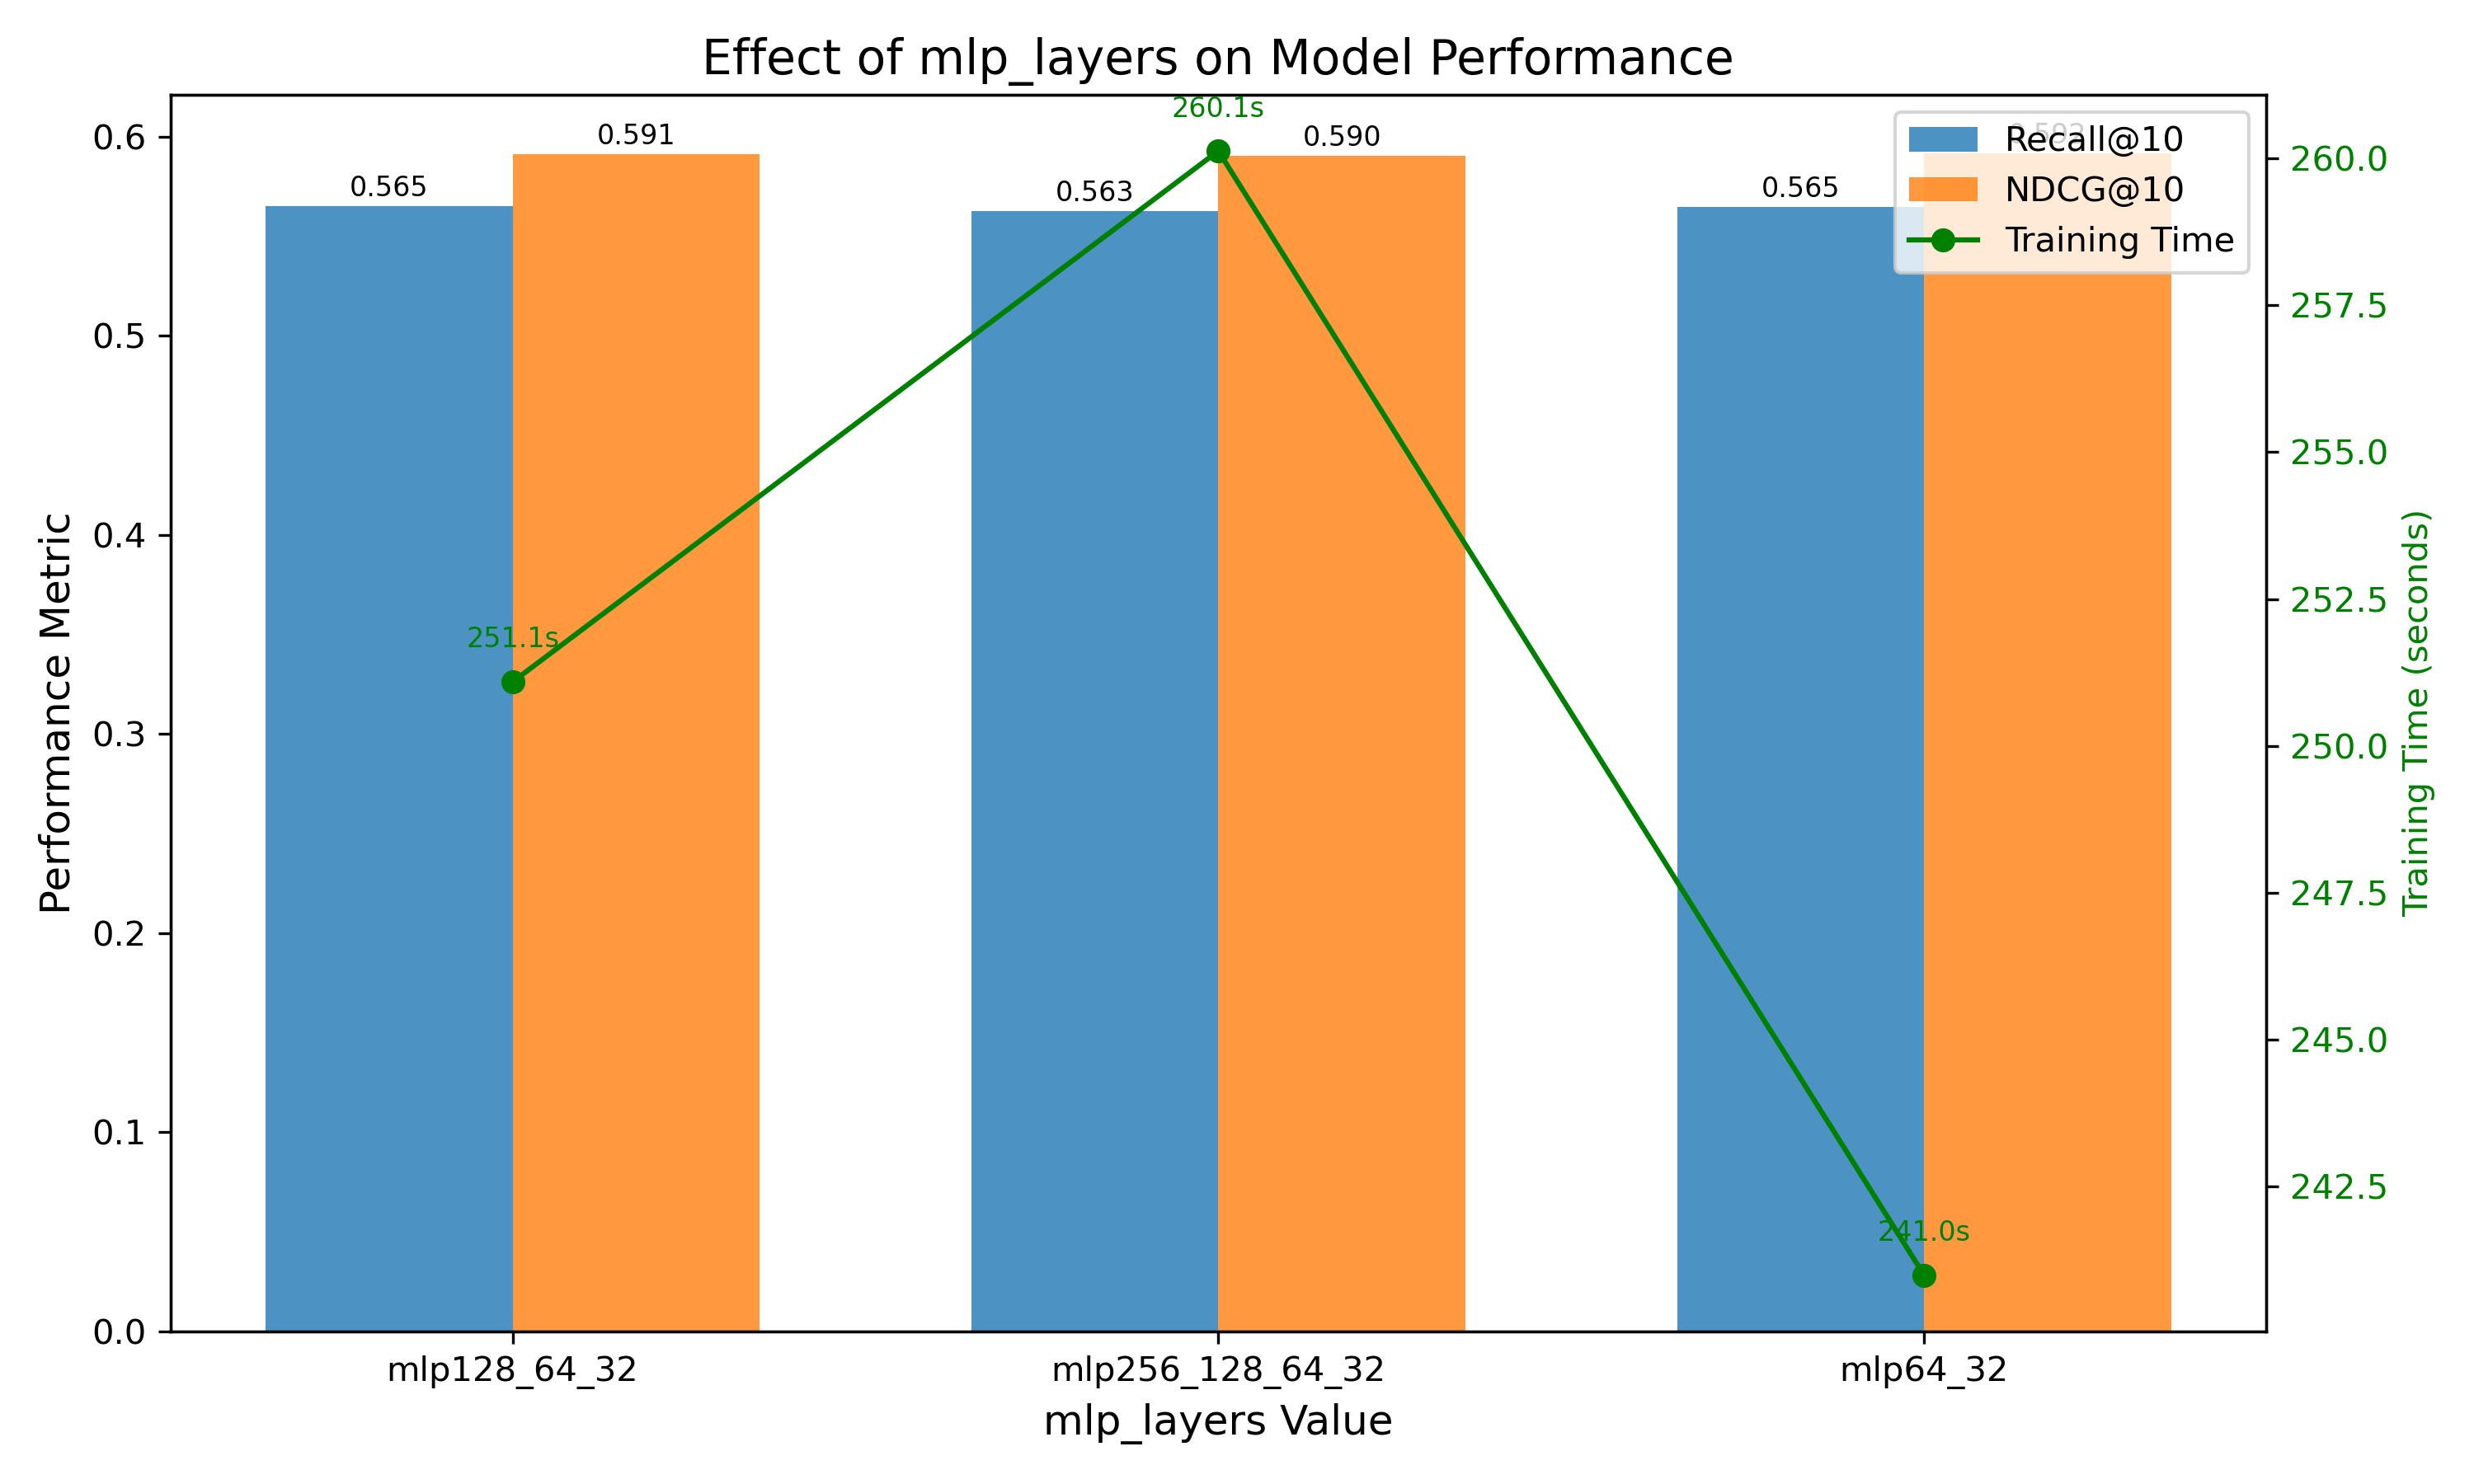 Effect of mlp_layers on Model Performance
Performance Metric
0.6
0.5
0.4
0.3
0.2
0.1
0.0
0.565
0.591
251.1s
260.1s
0.563
0.590
0.565
241.0s
Recall@10
NDCG@10
Training Time
260.0
257.5
255.0
252.5
250.0
247.5
245.0
242.5
Training Time (seconds)
mlp128_64_32
mlp256_128_64_32
mlp64_32
mlp_layers Value